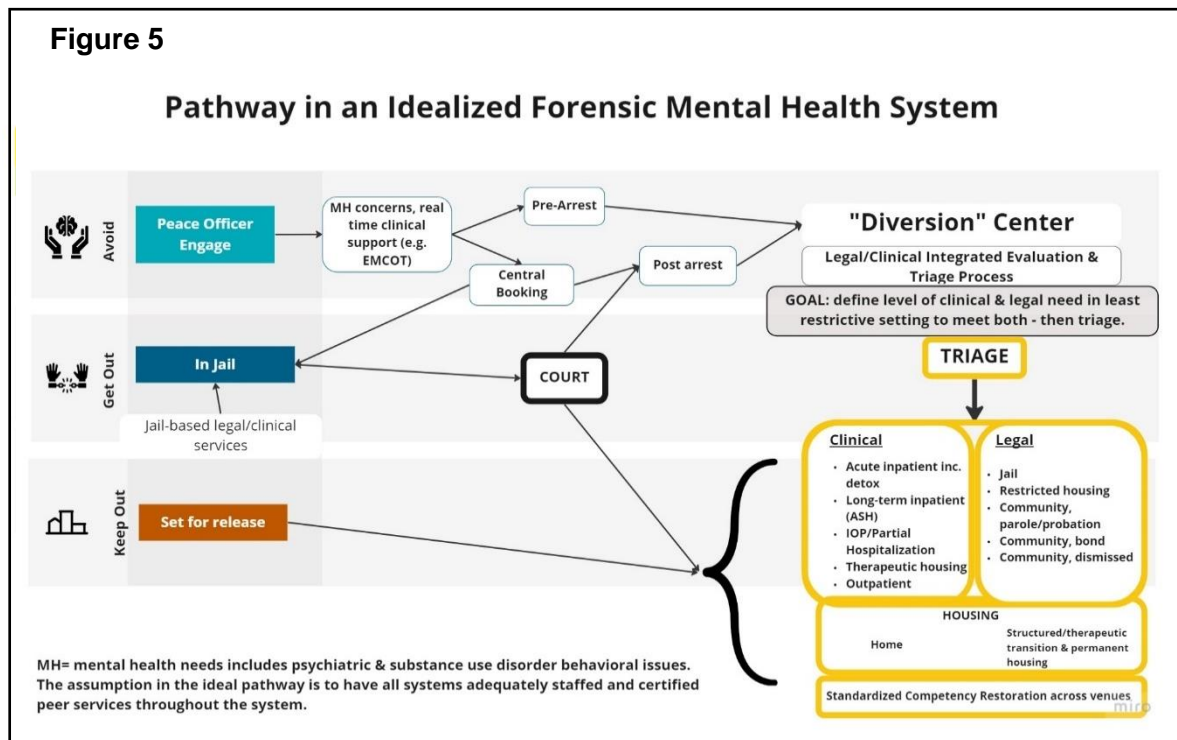 Figure 5
Pathway in an Idealized Forensic Mental Health System
Avoid
Peace Officer
Engage
MH concerns, real
time clinical
support (e.g.
EMCOT)
Pre-Arrest
Central
Booking
Post arrest
"Diversion" Center
Legal/Clinical Integrated Evaluation &
Triage Process
GOAL: define level of clinical & legal need in least
restrictive setting to meet both - then triage.
Get Out
In Jail
Jail-based legal/clinical
services
COURT
TRIAGE
Keep Out
Set for release
Clinical
• Acute inpatient inc.
detox
• Long-term inpatient
(ASH)
• IOP/Partial
Hospitalization
• Therapeutic housing
• Outpatient
Legal
• Jail
• Restricted housing
• Community,
parole/probation
• Community, bond
• Community, dismissed
HOUSING
Home
Structured/therapeutic
transition & permanent
housing
Standardized Competency Restoration across venues
MH= mental health needs includes psychiatric & substance use disorder behavioral issues.
The assumption in the ideal pathway is to have all systems adequately staffed and certified
peer services throughout the system.
miro